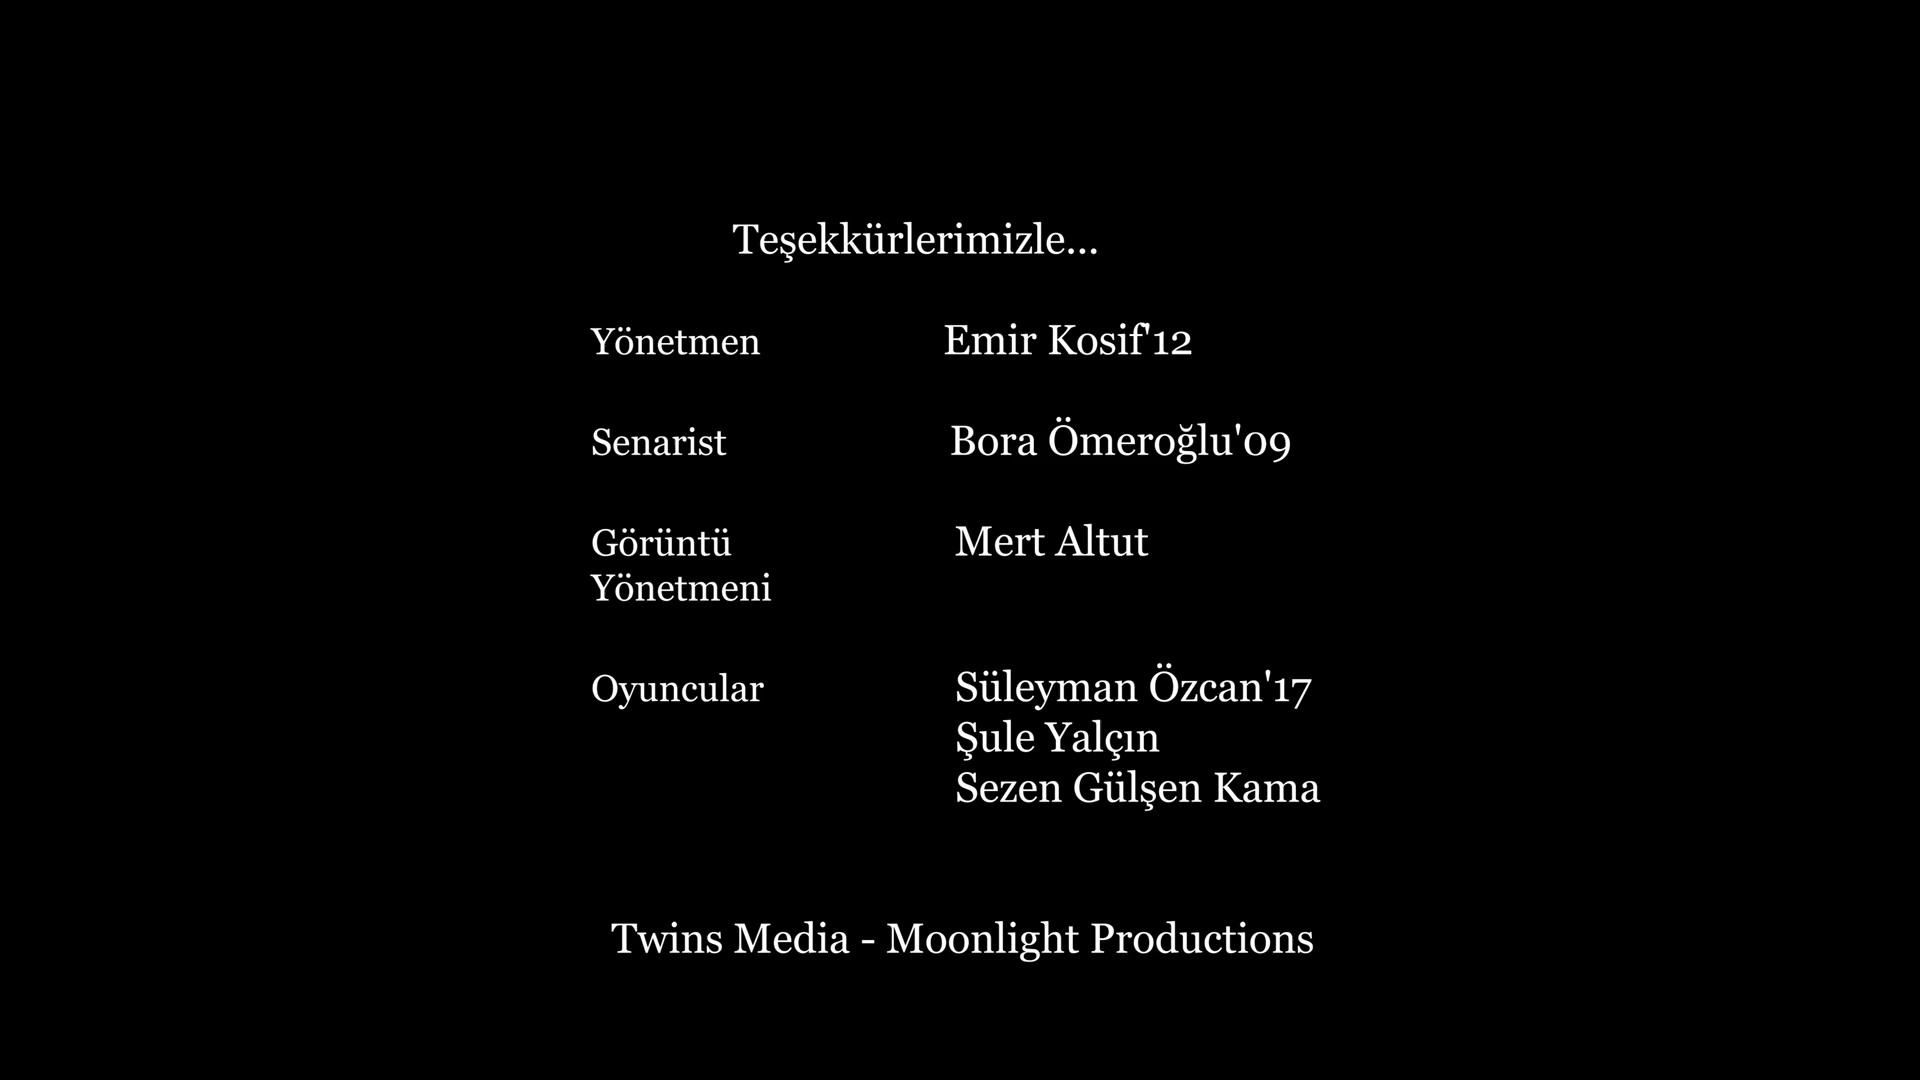 Teşekkürlerimizle...
Yönetmen Emir Kosif'12
Senarist Bora Ömeroğlu'09
Görüntü Mert Altut
Yönetmeni
Oyuncular Süleyman Özcan'17
Şule Yalçın
Sezen Gülşen Kama
Twins Media - Moonlight Productions